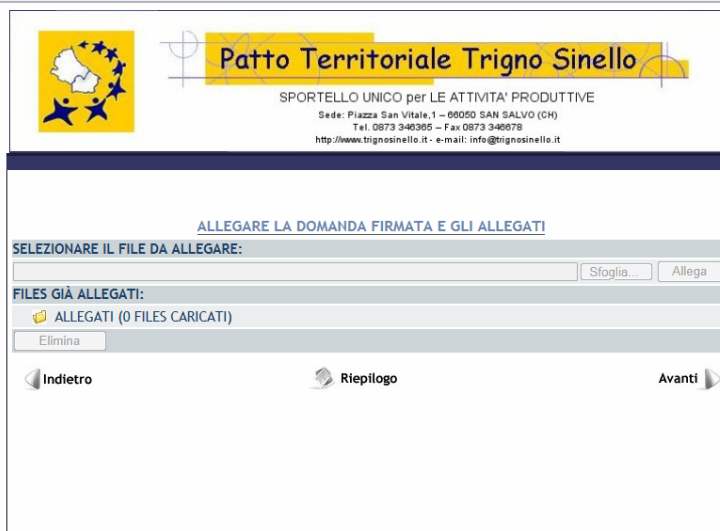 Patto Territoriale Trigno Sinello
SPORTELLO UNICO per LE ATTIVITA' PRODUTTIVE
Sede: Piazza San Vitale,1 – 66050 SAN SALVO (CH)
Tel. 0873 346365 – Fax 0873 346678
http://www.trignosinello.it - e-mail: info@trignosinello.it
ALLEGARE LA DOMANDA FIRMATA E GLI ALLEGATI
SELEZIONARE IL FILE DA ALLEGARE:
Sfoglia... Allega
FILES GIÀ ALLEGATI:
ALLEGATI (0 FILES CARICATI)
Elimina
Indietro Riepilogo Avanti